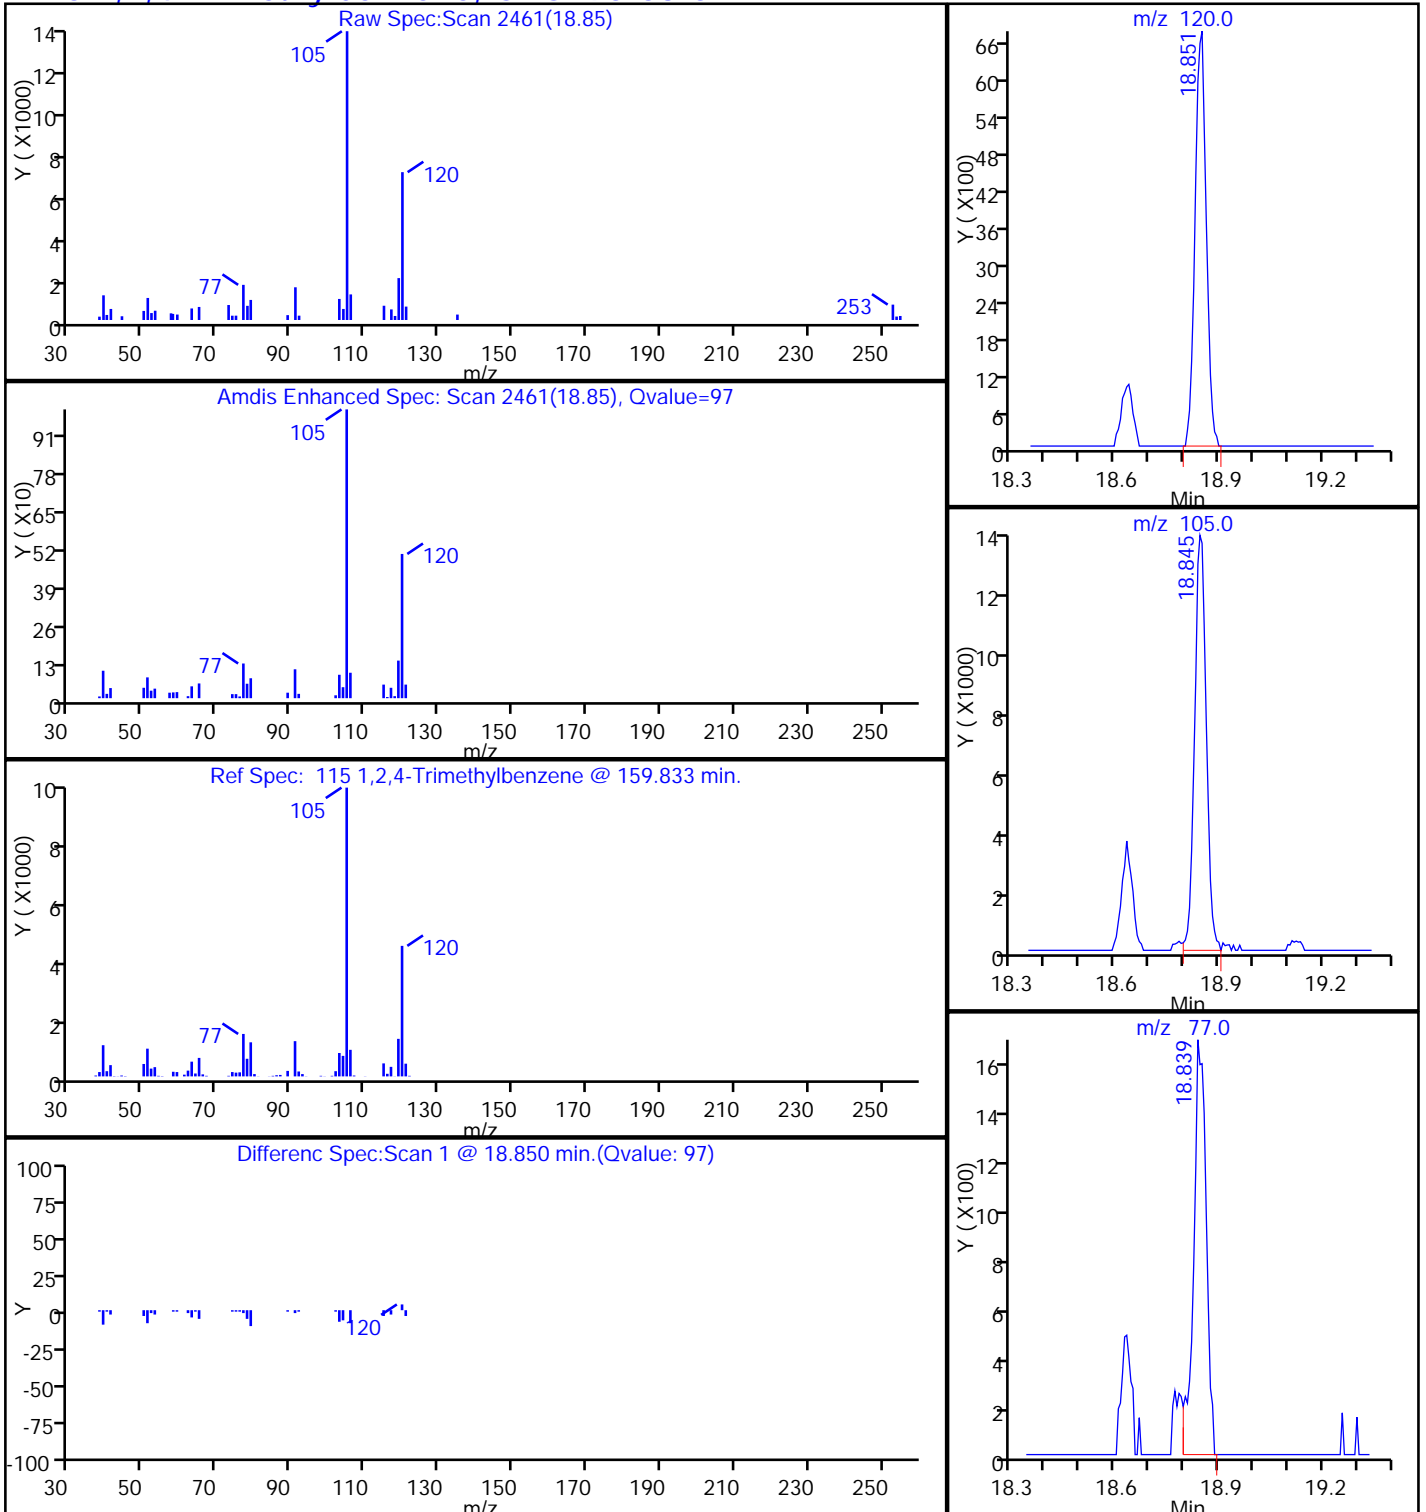 Raw Spec:Scan 2461(18.85)
Y ( X1000)
14
12
10
8
6
4
2
0
105
120
77
253
30 50 70 90 110 130 150 170 190 210 230 250
m/z
Amdis Enhanced Spec: Scan 2461(18.85), Qvalue=97
Y ( X10)
91
78
65
52
39
26
13
0
105
120
77
30 50 70 90 110 130 150 170 190 210 230 250
m/z
Ref Spec: 115 1,2,4-Trimethylbenzene @ 159.833 min.
Y ( X1000)
10
8
6
4
2
0
105
120
77
30 50 70 90 110 130 150 170 190 210 230 250
m/z
Differenc Spec:Scan 1 @ 18.850 min.(Qvalue: 97)
Y
100
75
50
25
0
-25
-50
-75
-100
120
30 50 70 90 110 130 150 170 190 210 230 250
m/z
m/z 120.0
Y ( X100)
66
60
54
48
42
36
30
24
18
12
6
0
18.851
18.3 18.6 18.9 19.2
Min
m/z 105.0
Y ( X1000)
14
12
10
8
6
4
2
0
18.845
18.3 18.6 18.9 19.2
Min
m/z 77.0
Y ( X100)
16
14
12
10
8
6
4
2
0
18.839
18.3 18.6 18.9 19.2
Min